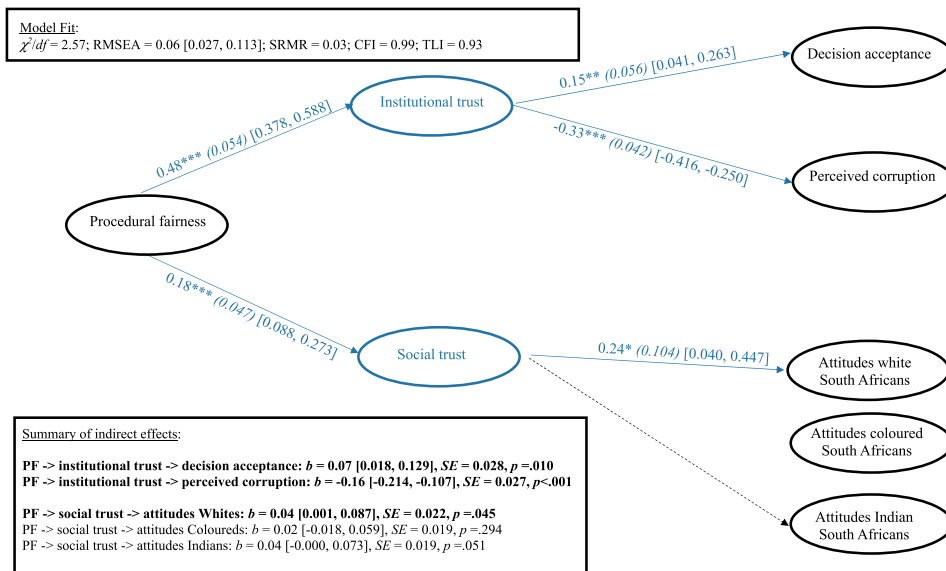 Model Fit:
χ²/df = 2.57; RMSEA = 0.06 [0.027, 0.113]; SRMR = 0.03; CFI = 0.99; TLI = 0.93
Decision acceptance
0.15** (0.056) [0.041, 0.263]
Institutional trust
0.48*** (0.054) [0.378, 0.588]
-0.33*** (0.042) [-0.416, -0.250]
Perceived corruption
Procedural fairness
0.18*** (0.047) [0.088, 0.273]
Social trust
0.24* (0.104) [0.040, 0.447]
Attitudes white
South Africans
Attitudes coloured
South Africans
Attitudes Indian
South Africans
Summary of indirect effects:
PF -> institutional trust -> decision acceptance: b = 0.07 [0.018, 0.129], SE = 0.028, p =.010
PF -> institutional trust -> perceived corruption: b = -0.16 [-0.214, -0.107], SE = 0.027, p<.001
PF -> social trust -> attitudes Whites: b = 0.04 [0.001, 0.087], SE = 0.022, p =.045
PF -> social trust -> attitudes Coloureds: b = 0.02 [-0.018, 0.059], SE = 0.019, p =.294
PF -> social trust -> attitudes Indians: b = 0.04 [-0.000, 0.073], SE = 0.019, p =.051